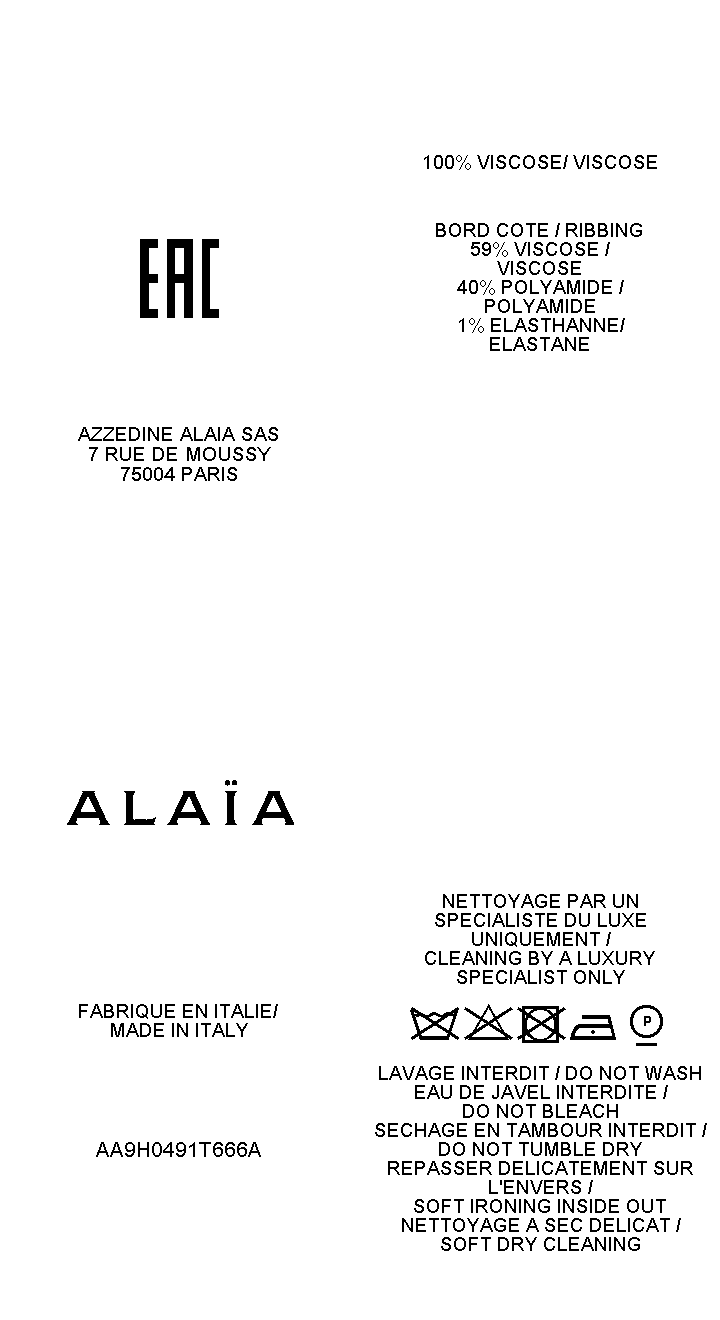 100% VISCOSE/ VISCOSE
BORD COTE / RIBBING
59% VISCOSE /
VISCOSE
40% POLYAMIDE /
POLYAMIDE
1% ELASTHANNE/
ELASTANE
EAC
AZZEDINE ALAIA SAS
7 RUE DE MOUSSY
75004 PARIS
ALAÏA
FABRIQUE EN ITALIE/
MADE IN ITALY
AA9H0491T666A
NETTOYAGE PAR UN
SPECIALISTE DU LUXE
UNIQUEMENT /
CLEANING BY A LUXURY
SPECIALIST ONLY
P
LAVAGE INTERDIT / DO NOT WASH
EAU DE JAVEL INTERDITE /
DO NOT BLEACH
SECHAGE EN TAMBOUR INTERDIT /
DO NOT TUMBLE DRY
REPASSER DELICATEMENT SUR
L'ENVERS /
SOFT IRONING INSIDE OUT
NETTOYAGE A SEC DELICAT /
SOFT DRY CLEANING